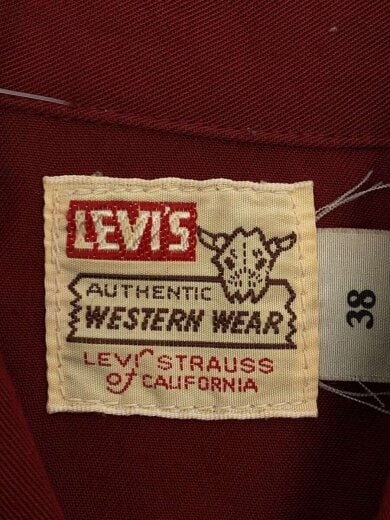 LEVI'S
AUTHENTIC
WESTERN WEAR
LEVI STRAUSS
of CALIFORNIA
38